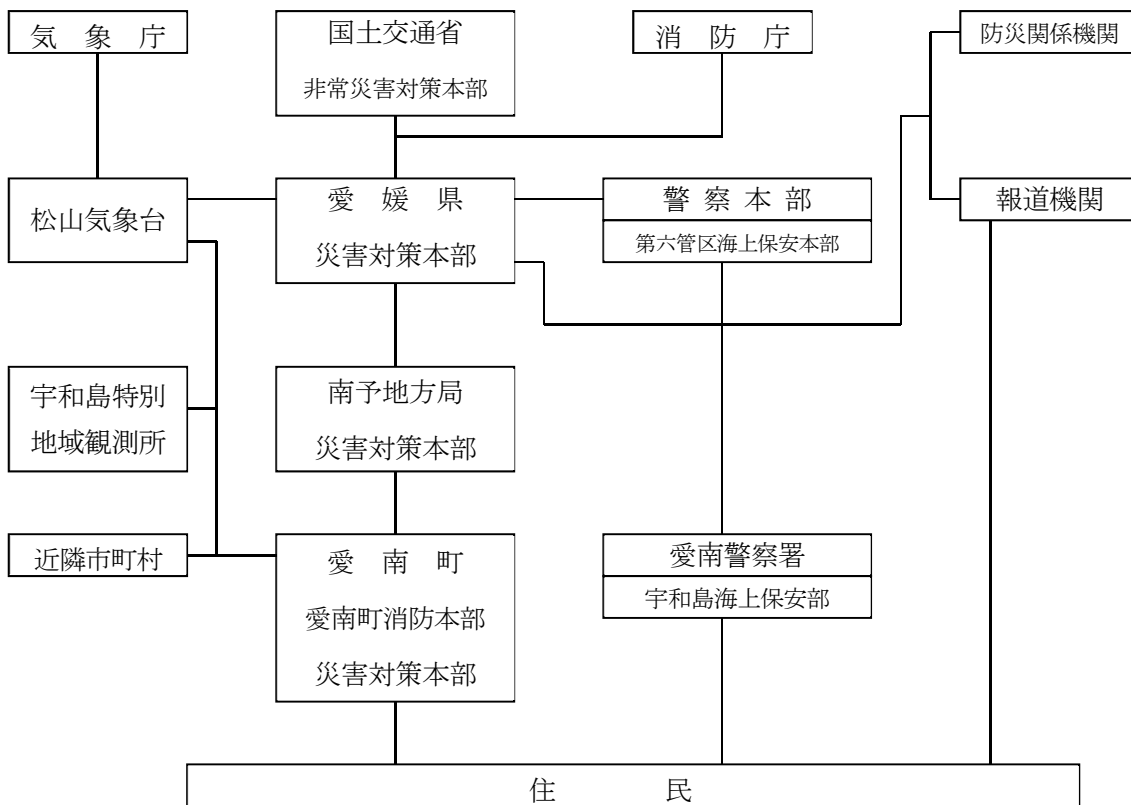 気象庁
国土交通省
非常災害対策本部
消防庁
防災関係機関
松山気象台
愛媛県
災害対策本部
警察本部
第六管区海上保安本部
報道機関
宇和島特別
地域観測所
南予地方局
災害対策本部
近隣市町村
愛南町
愛南町消防本部
災害対策本部
愛南警察署
宇和島海上保安部
住民